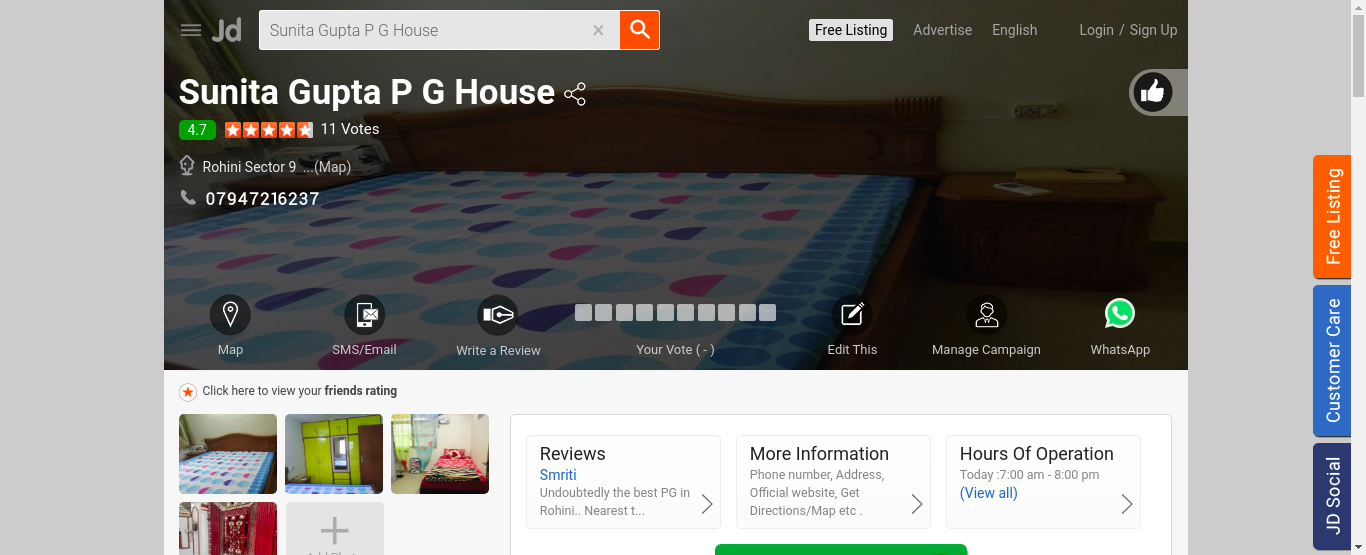 Jd
Sunita Gupta P G House ×
Free Listing
Advertise
English
Login / Sign Up
Sunita Gupta P G House
4.7
11 Votes
Rohini Sector 9 ...(Map)
07947216237
Map
SMS/Email
Write a Review
Your Vote ( - )
Edit This
Manage Campaign
WhatsApp
Click here to view your friends rating
Reviews
Smriti
Undoubtedly the best PG in
Rohini.. Nearest t...
More Information
Phone number, Address,
Official website, Get
Directions/Map etc .
Hours Of Operation
Today :7:00 am - 8:00 pm
(View all)
Free Listing
Customer Care
JD Social